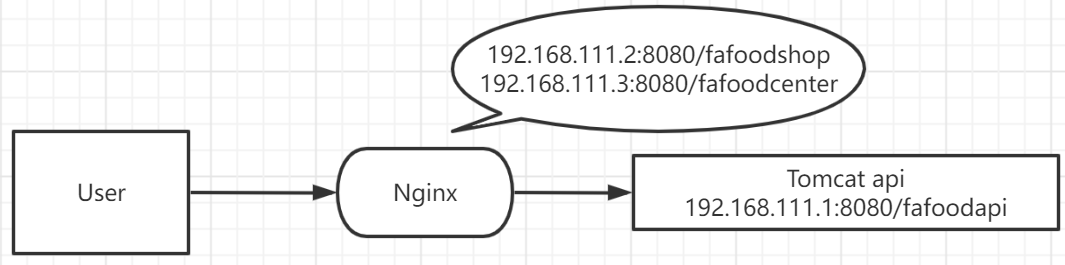 192.168.111.2:8080/fafoodshop
192.168.111.3:8080/fafoodcenter
User
Nginx
Tomcat api
192.168.111.1:8080/fafoodapi